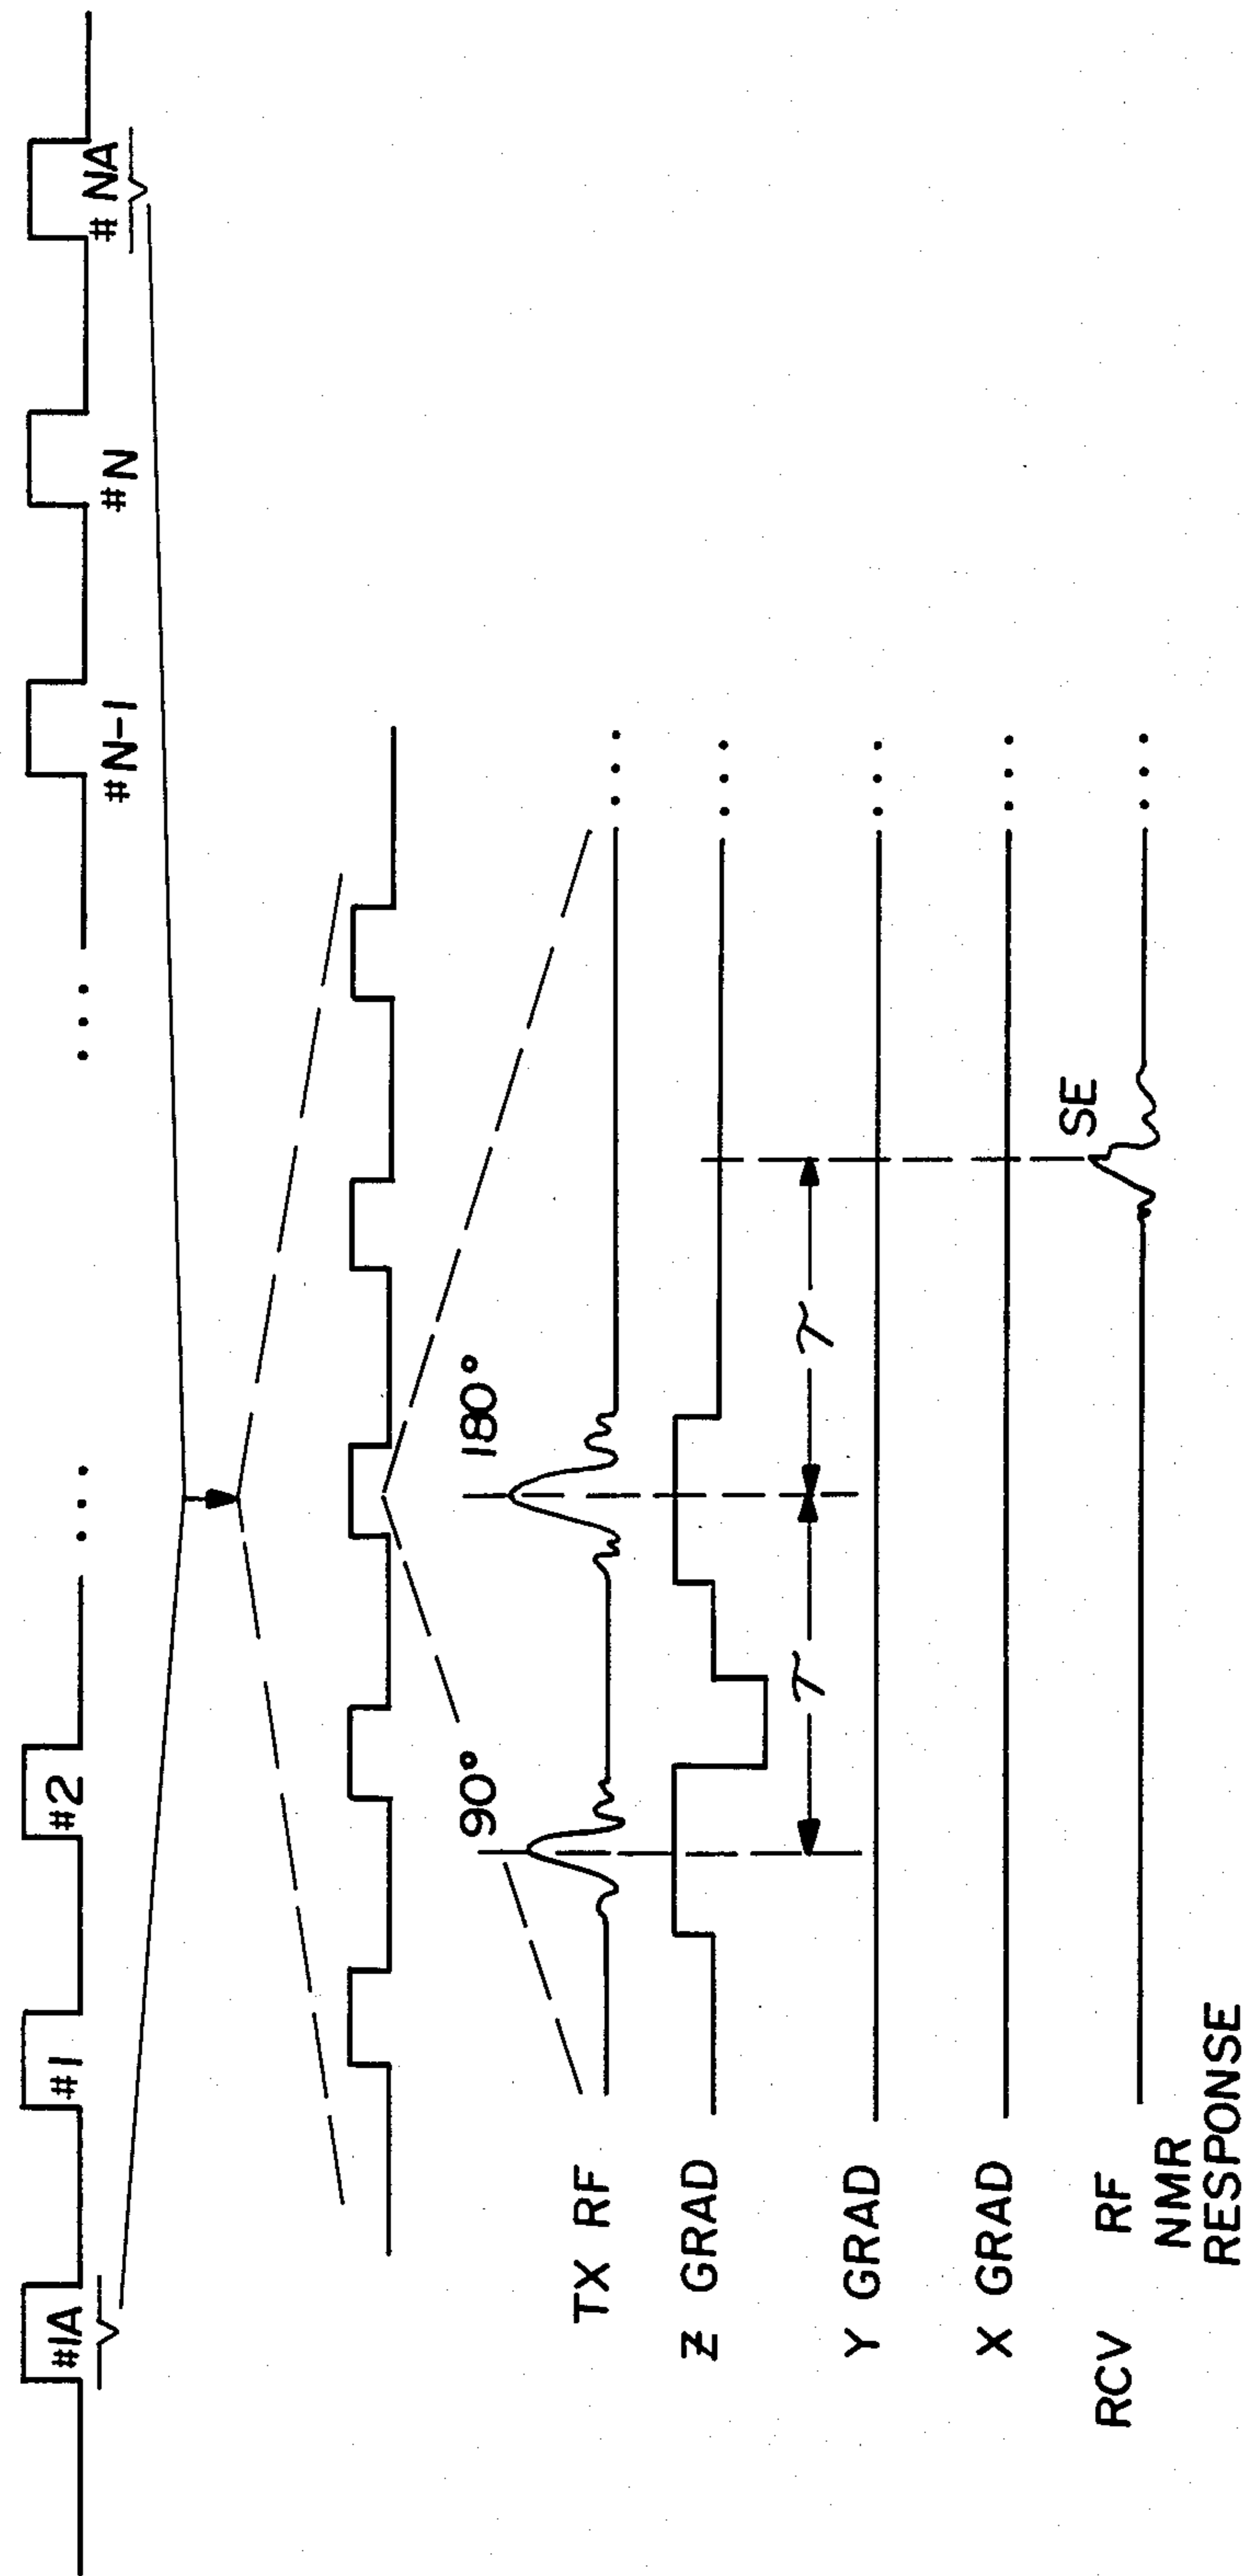 #1A #1 #2 ... ... #N-1 #N #NA
90° 180°
TX RF ...
Z GRAD ...
τ τ
Y GRAD ...
X GRAD ...
SE
RCV RF ...
NMR
RESPONSE